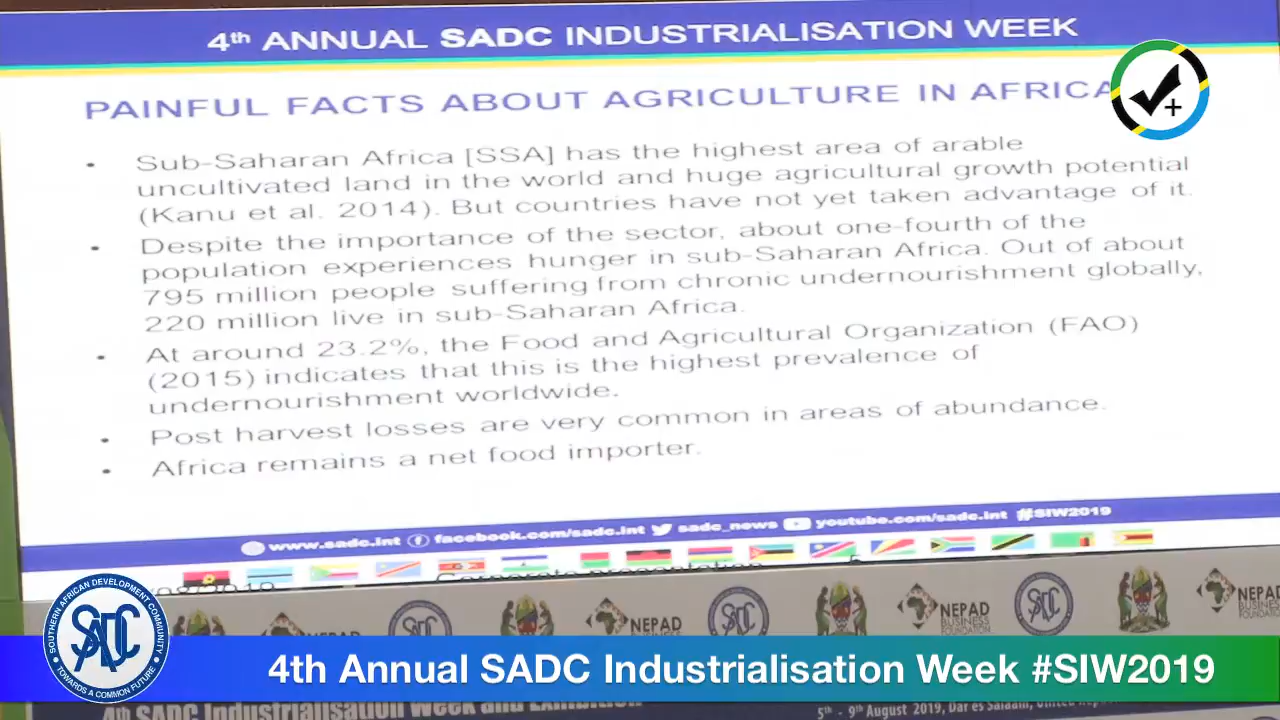 4th ANNUAL SADC INDUSTRIALISATION WEEK
PAINFUL FACTS ABOUT AGRICULTURE IN AFRICA
• Sub-Saharan Africa [SSA] has the highest area of arable
uncultivated land in the world and huge agricultural growth potential
(Kanu et al. 2014). But countries have not yet taken advantage of it.
• Despite the importance of the sector, about one-fourth of the
population experiences hunger in sub-Saharan Africa. Out of about
795 million people suffering from chronic undernourishment globally,
220 million live in sub-Saharan Africa.
• At around 23.2%, the Food and Agricultural Organization (FAO)
(2015) indicates that this is the highest prevalence of
undernourishment worldwide.
• Post harvest losses are very common in areas of abundance.
• Africa remains a net food importer.
www.sadc.int facebook.com/sadc.int sadc_news youtube.com/sadc.int #SIW2019
Corporate presentation
NEPAD
NEPAD
BUSINESS
FOUNDATION
NEPAD
BUSINESS
FOUNDATION
SOUTHERN AFRICAN DEVELOPMENT COMMUNITY
SADC
TOWARDS A COMMON FUTURE
4th Annual SADC Industrialisation Week #SIW2019
4th SADC Industrialisation Week and Exhibition
5th - 9th August 2019, Dar es Salaam, United